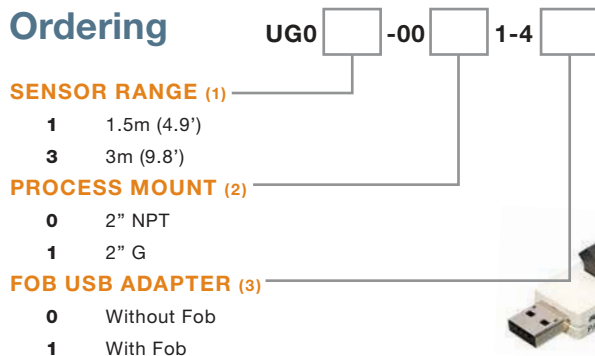 Ordering
UG0 -00 1-4
SENSOR RANGE (1)
1 1.5m (4.9’)
3 3m (9.8’)
PROCESS MOUNT (2)
0 2” NPT
1 2” G
FOB USB ADAPTER (3)
0 Without Fob
1 With Fob